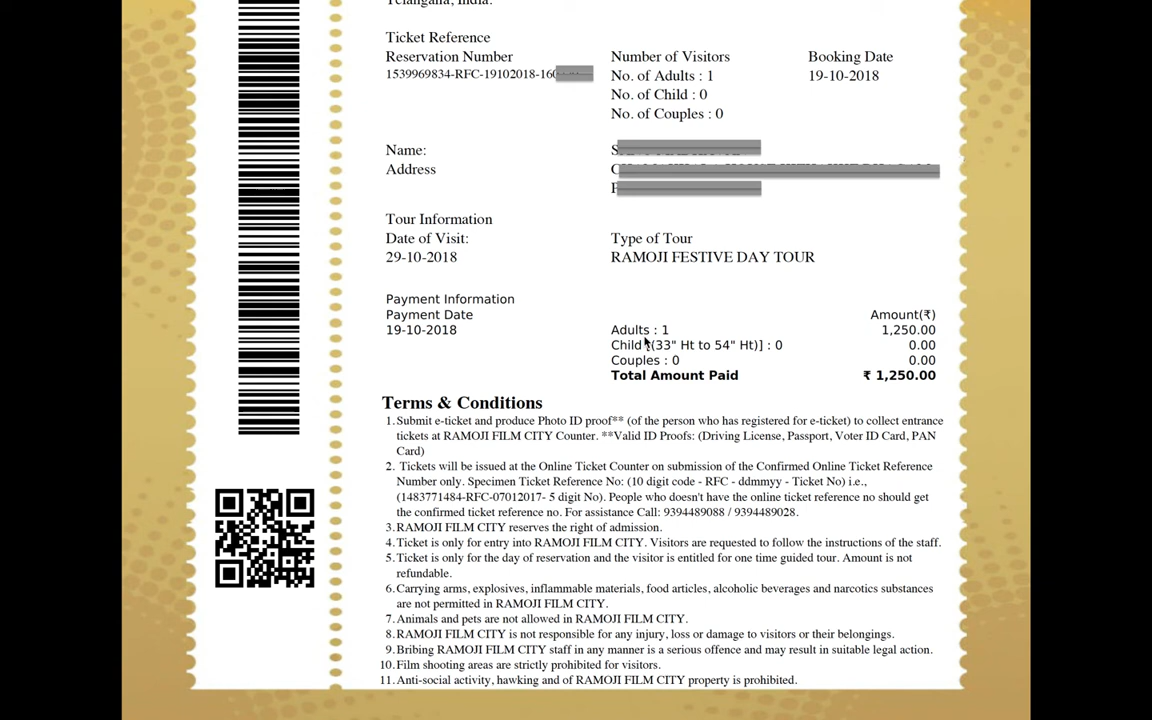 Telangana, India.
Ticket Reference
Reservation Number
Number of Visitors
Booking Date
1539969834-RFC-19102018-160
No. of Adults : 1
19-10-2018
No. of Child : 0
No. of Couples : 0
Name:
Address
Tour Information
Date of Visit:
Type of Tour
29-10-2018
RAMOJI FESTIVE DAY TOUR
Payment Information
Payment Date
Amount(₹)
19-10-2018
Adults : 1
1,250.00
Child [(33" Ht to 54" Ht)] : 0
0.00
Couples : 0
0.00
Total Amount Paid
₹ 1,250.00
Terms & Conditions
1. Submit e-ticket and produce Photo ID proof** (of the person who has registered for e-ticket) to collect entrance
tickets at RAMOJI FILM CITY Counter. **Valid ID Proofs: (Driving License, Passport, Voter ID Card, PAN
Card)
2. Tickets will be issued at the Online Ticket Counter on submission of the Confirmed Online Ticket Reference
Number only. Specimen Ticket Reference No: (10 digit code - RFC - ddmmyy - Ticket No) i.e.,
(1483771484-RFC-07012017- 5 digit No). People who doesn't have the online ticket reference no should get
the confirmed ticket reference no. For assistance Call: 9394489088 / 9394489028.
3. RAMOJI FILM CITY reserves the right of admission.
4. Ticket is only for entry into RAMOJI FILM CITY. Visitors are requested to follow the instructions of the staff.
5. Ticket is only for the day of reservation and the visitor is entitled for one time guided tour. Amount is not
refundable.
6. Carrying arms, explosives, inflammable materials, food articles, alcoholic beverages and narcotics substances
are not permitted in RAMOJI FILM CITY.
7. Animals and pets are not allowed in RAMOJI FILM CITY.
8. RAMOJI FILM CITY is not responsible for any injury, loss or damage to visitors or their belongings.
9. Bribing RAMOJI FILM CITY staff in any manner is a serious offence and may result in suitable legal action.
10. Film shooting areas are strictly prohibited for visitors.
11. Anti-social activity, hawking and of RAMOJI FILM CITY property is prohibited.